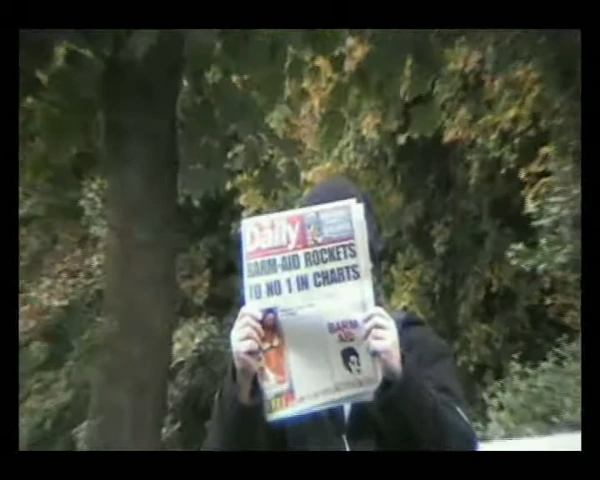 Daily
BARM-AID ROCKETS
TO NO 1 IN CHARTS
BARM
AID